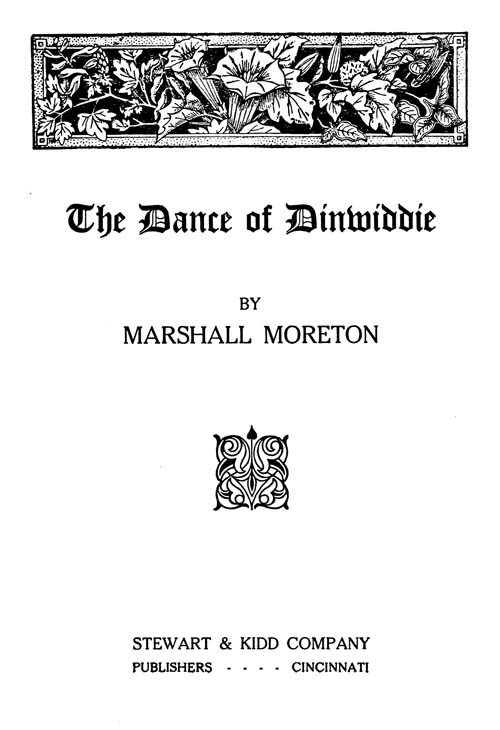 The Dance of Dinwiddie
BY
MARSHALL MORETON
STEWART & KIDD COMPANY
PUBLISHERS - - - - CINCINNATI